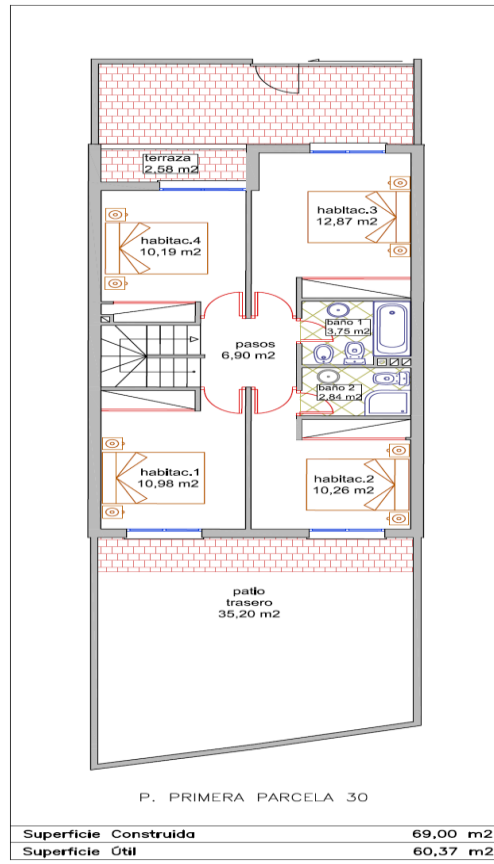 terraza
2,58 m2
habitac.3
12,87 m2
habitac.4
10,19 m2
baño 1
3,75 m2
pasos
6,90 m2
baño 2
2,84 m2
habitac.1
10,98 m2
habitac.2
10,26 m2
patio
trasero
35,20 m2
P. PRIMERA PARCELA 30
Superficie Construida 69,00 m2
Superficie Útil 60,37 m2